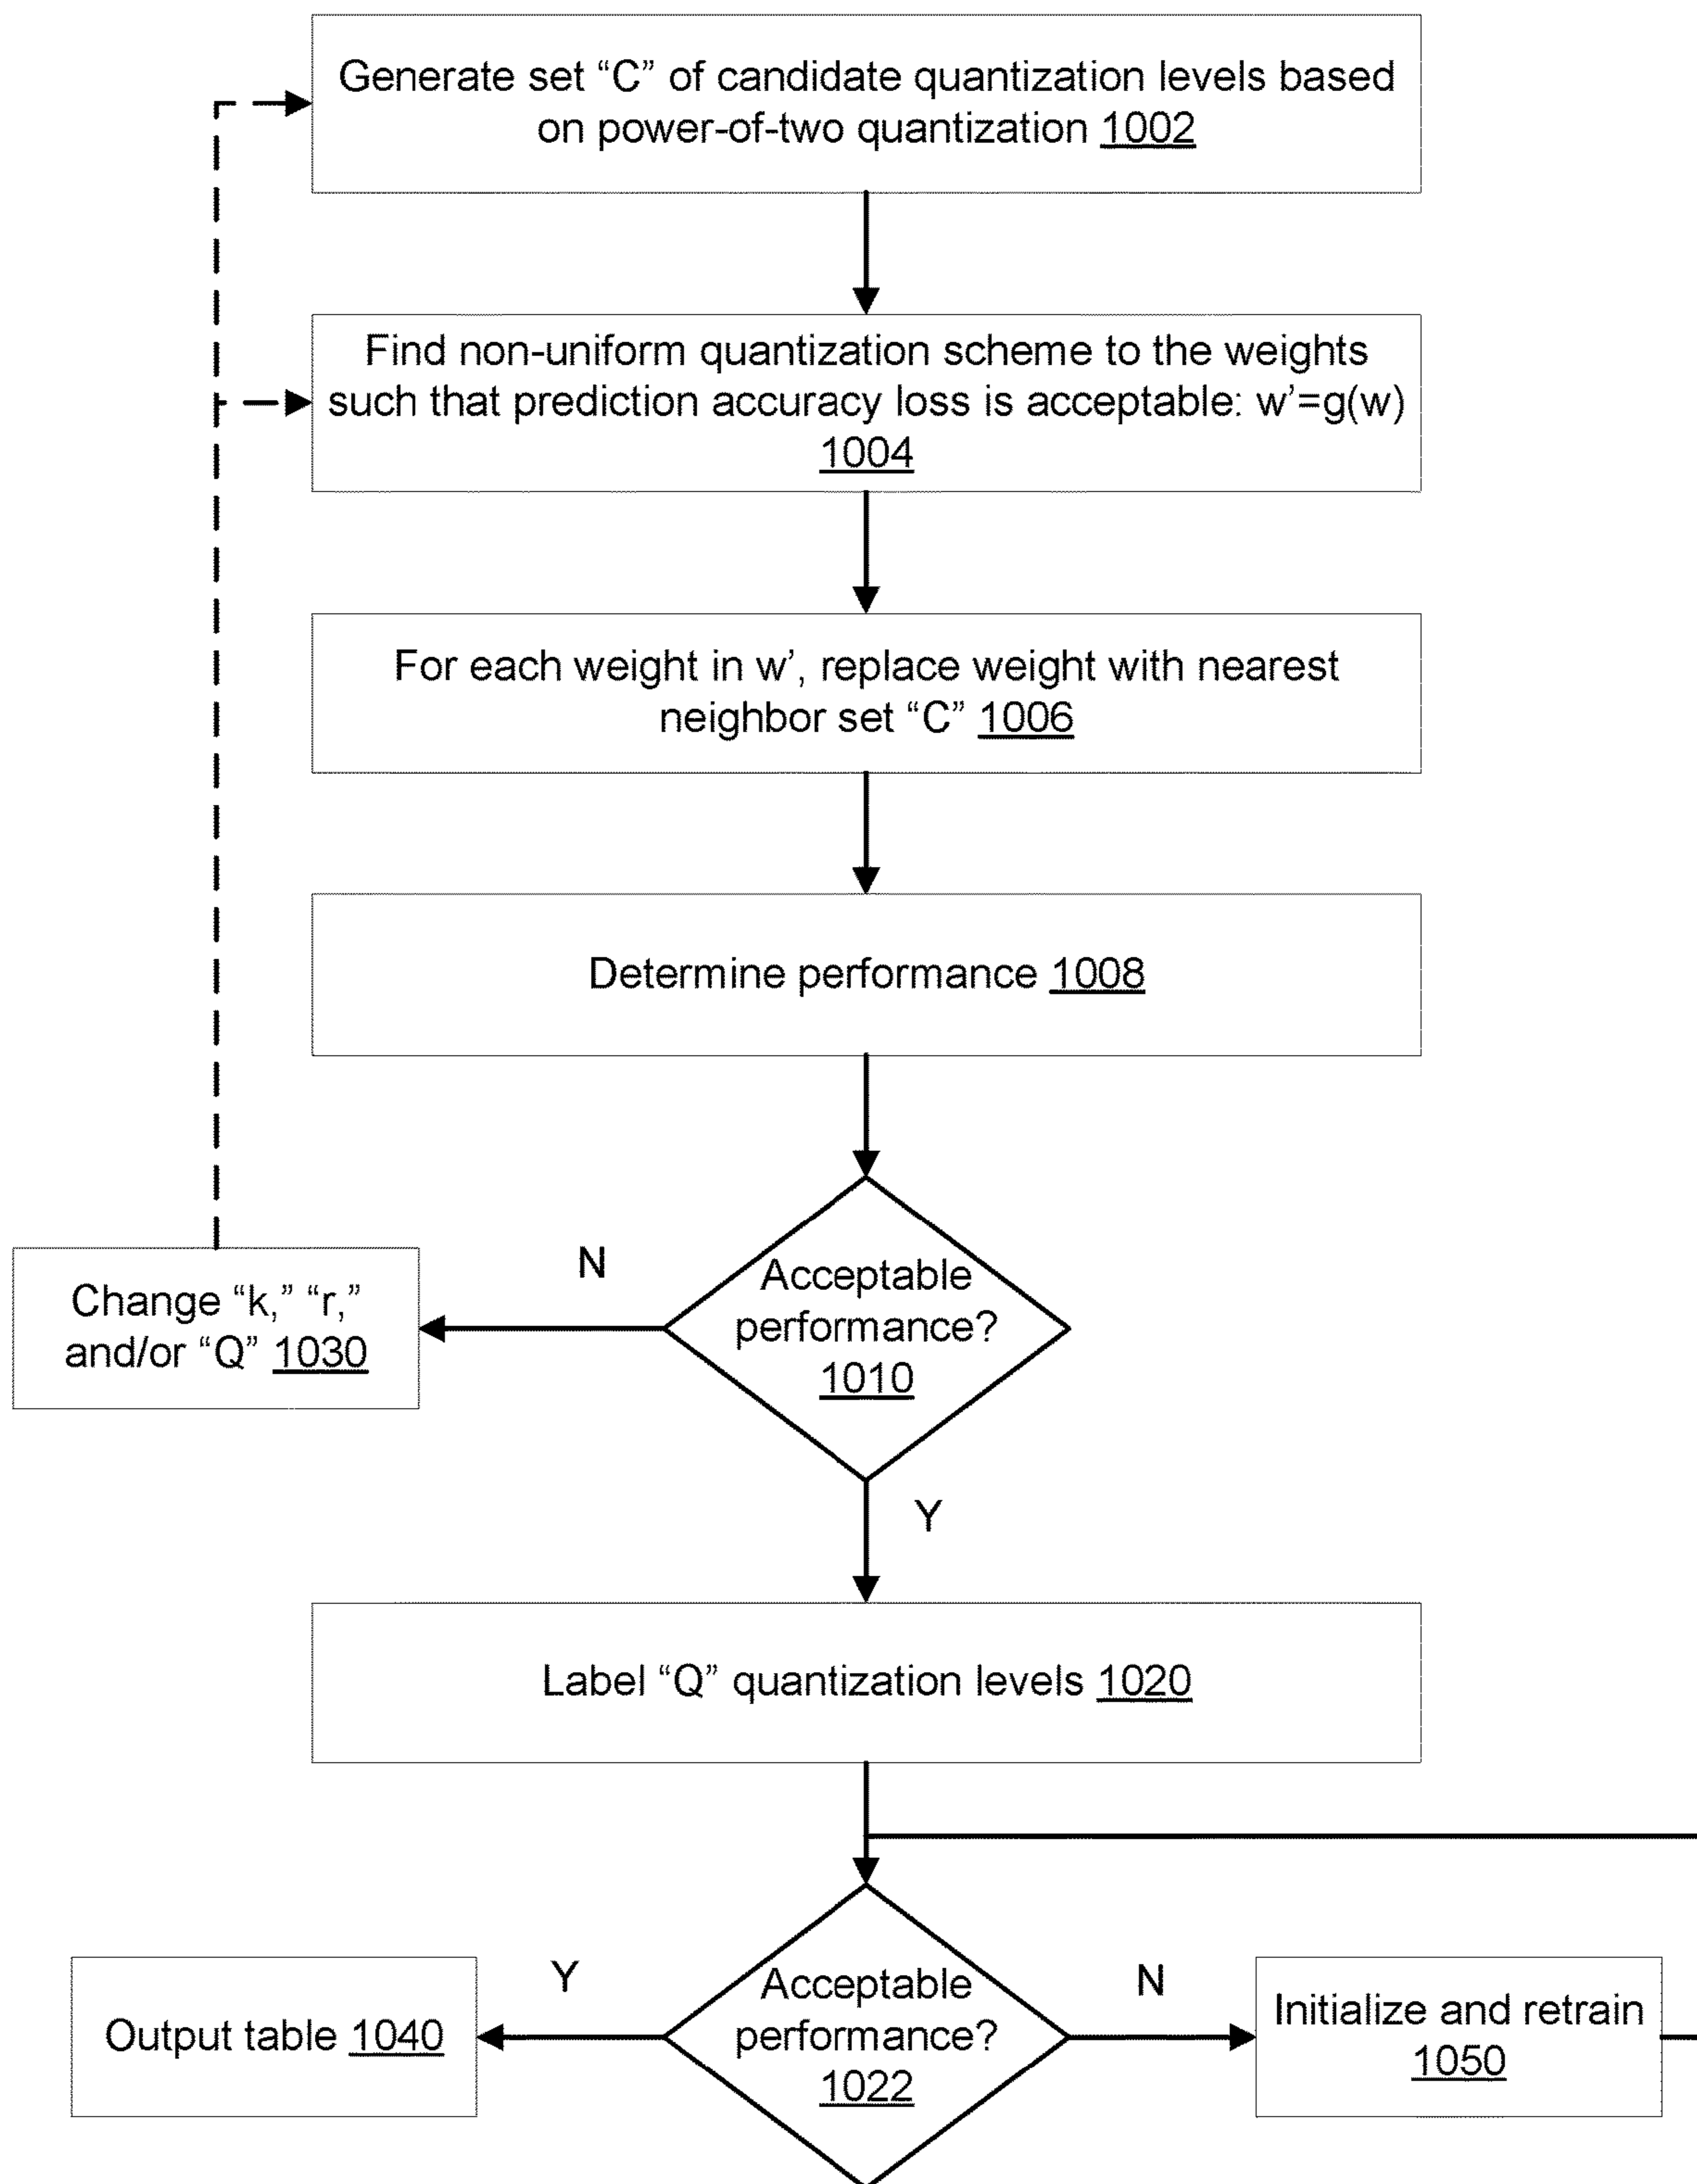 Generate set “C” of candidate quantization levels based
on power-of-two quantization 1002
Find non-uniform quantization scheme to the weights
such that prediction accuracy loss is acceptable: w’=g(w)
1004
For each weight in w’, replace weight with nearest
neighbor set “C” 1006
Determine performance 1008
N
Acceptable
performance?
1010
Change “k,” “r,”
and/or “Q” 1030
Y
Label “Q” quantization levels 1020
Y
Acceptable
performance?
1022
N
Output table 1040
Initialize and retrain
1050